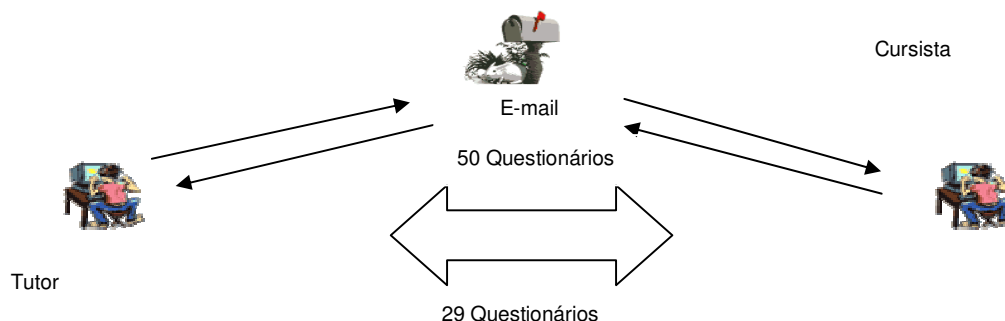 Cursista
E-mail
50 Questionários
Tutor
29 Questionários